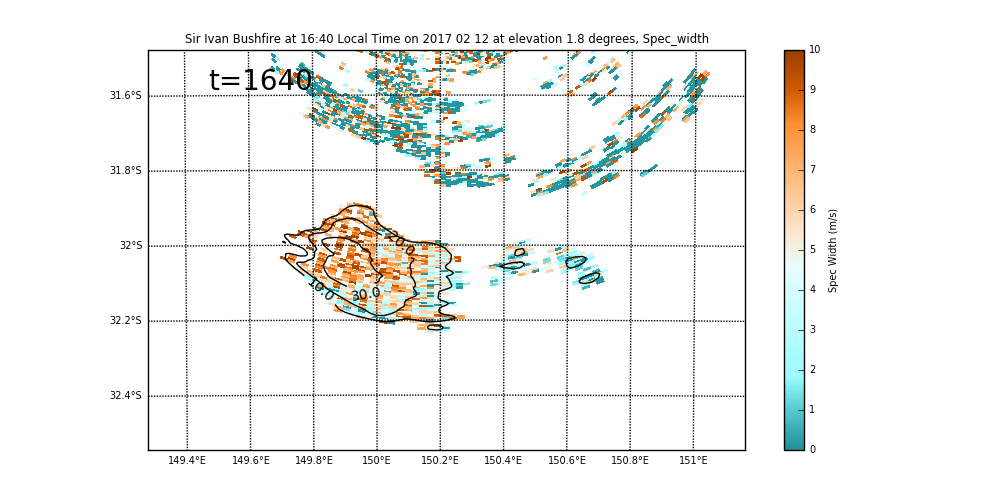 Sir Ivan Bushfire at 16:40 Local Time on 2017 02 12 at elevation 1.8 degrees, Spec_width
t=1640
31.6°S
31.8°S
32°S
32.2°S
32.4°S
149.4°E 149.6°E 149.8°E 150°E 150.2°E 150.4°E 150.6°E 150.8°E 151°E
10.0
30.0
10
9
8
7
6
5
4
3
2
1
0
Spec Width (m/s)